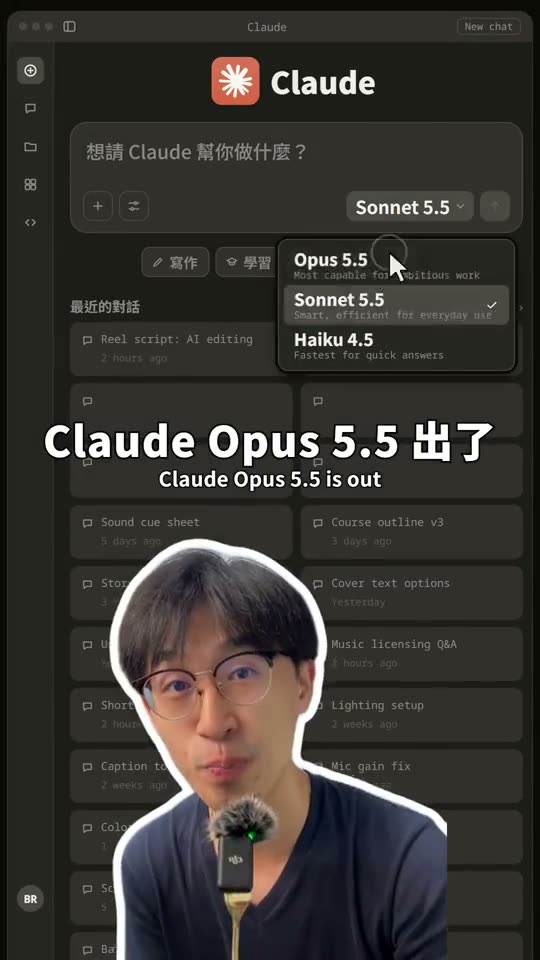 Claude
New chat
Claude
想請 Claude 幫你做什麼？
Sonnet 5.5
Opus 5.5
Most capable for ambitious work
Sonnet 5.5
Smart, efficient for everyday use
Haiku 4.5
Fastest for quick answers
寫作
學習
最近的對話
Reel script: AI editing
2 hours ago
Claude Opus 5.5 出了
Claude Opus 5.5 is out
Sound cue sheet
5 days ago
Course outline v3
3 days ago
Cover text options
Yesterday
Music licensing Q&A
Lighting setup
2 weeks ago
Short
2 hour
Caption to
2 weeks ago
Mic gain fix
BR